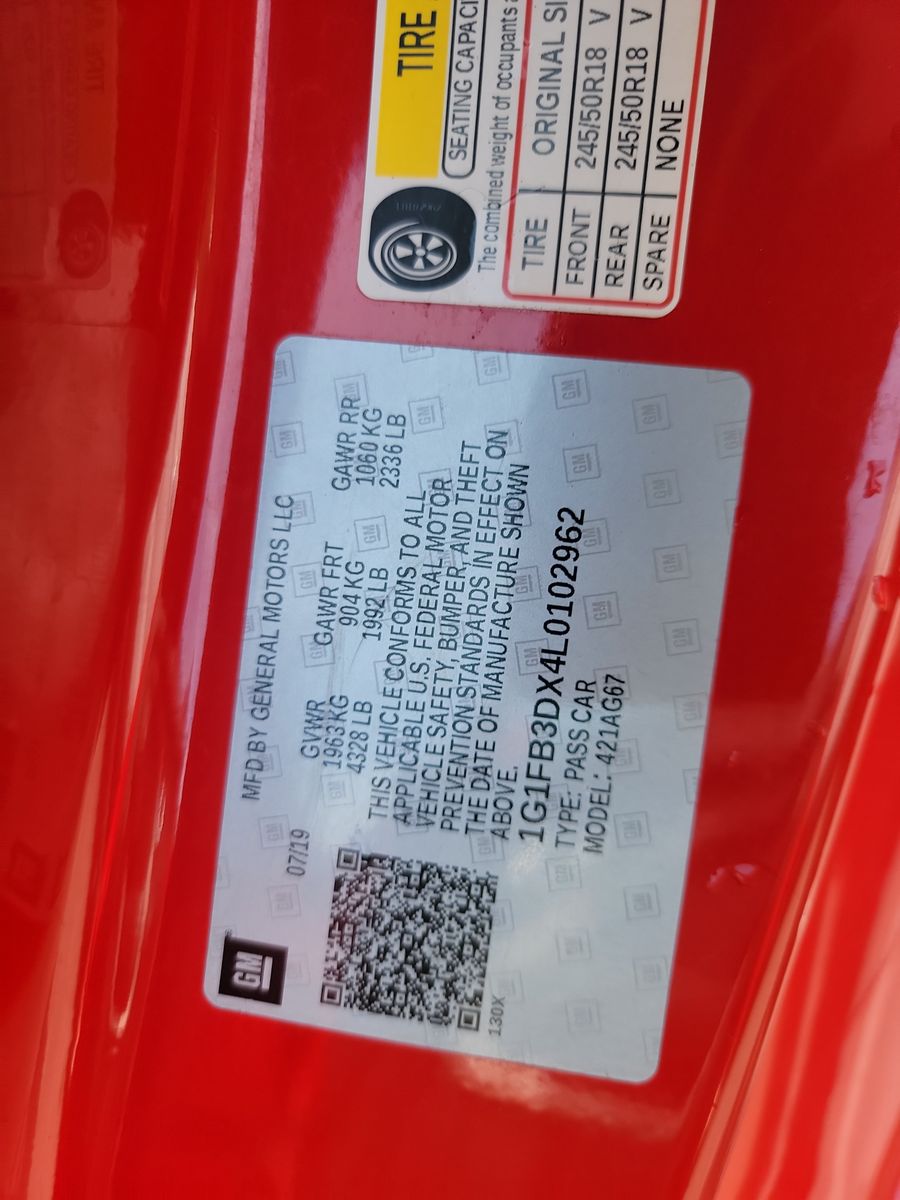 GM
07/19
MFD BY GENERAL MOTORS LLC
GVWR GAWR FRT GAWR RR
1963 KG 904 KG 1060 KG
4328 LB 1992 LB 2336 LB
THIS VEHICLE CONFORMS TO ALL
APPLICABLE U.S. FEDERAL MOTOR
VEHICLE SAFETY, BUMPER, AND THEFT
PREVENTION STANDARDS IN EFFECT ON
THE DATE OF MANUFACTURE SHOWN
ABOVE.
130X
1G1FB3DX4L0102962
TYPE: PASS CAR
MODEL: 421AG67
TIRE
SEATING CAPACI
The combined weight of occupants
TIRE ORIGINAL SI
FRONT 245/50R18 V
REAR 245/50R18 V
SPARE NONE